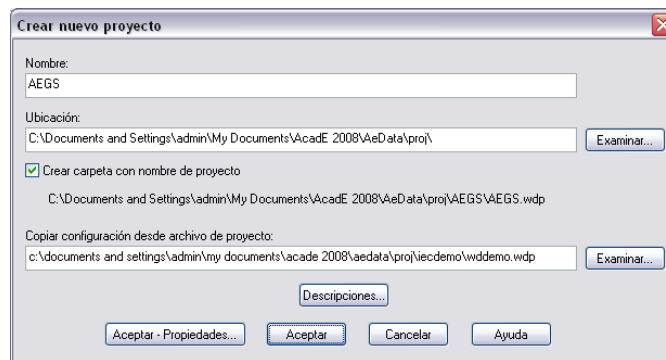 Crear nuevo proyecto
Nombre:
AEGS
Ubicación:
C:\Documents and Settings\admin\My Documents\AcadE 2008\AeData\proj\
Examinar...
Crear carpeta con nombre de proyecto
C:\Documents and Settings\admin\My Documents\AcadE 2008\AeData\proj\AEGS\AEGS.wdp
Copiar configuración desde archivo de proyecto:
c:\documents and settings\admin\my documents\acade 2008\aedata\proj\iecdemo\wddemo.wdp
Examinar...
Descripciones...
Aceptar - Propiedades...
Aceptar
Cancelar
Ayuda